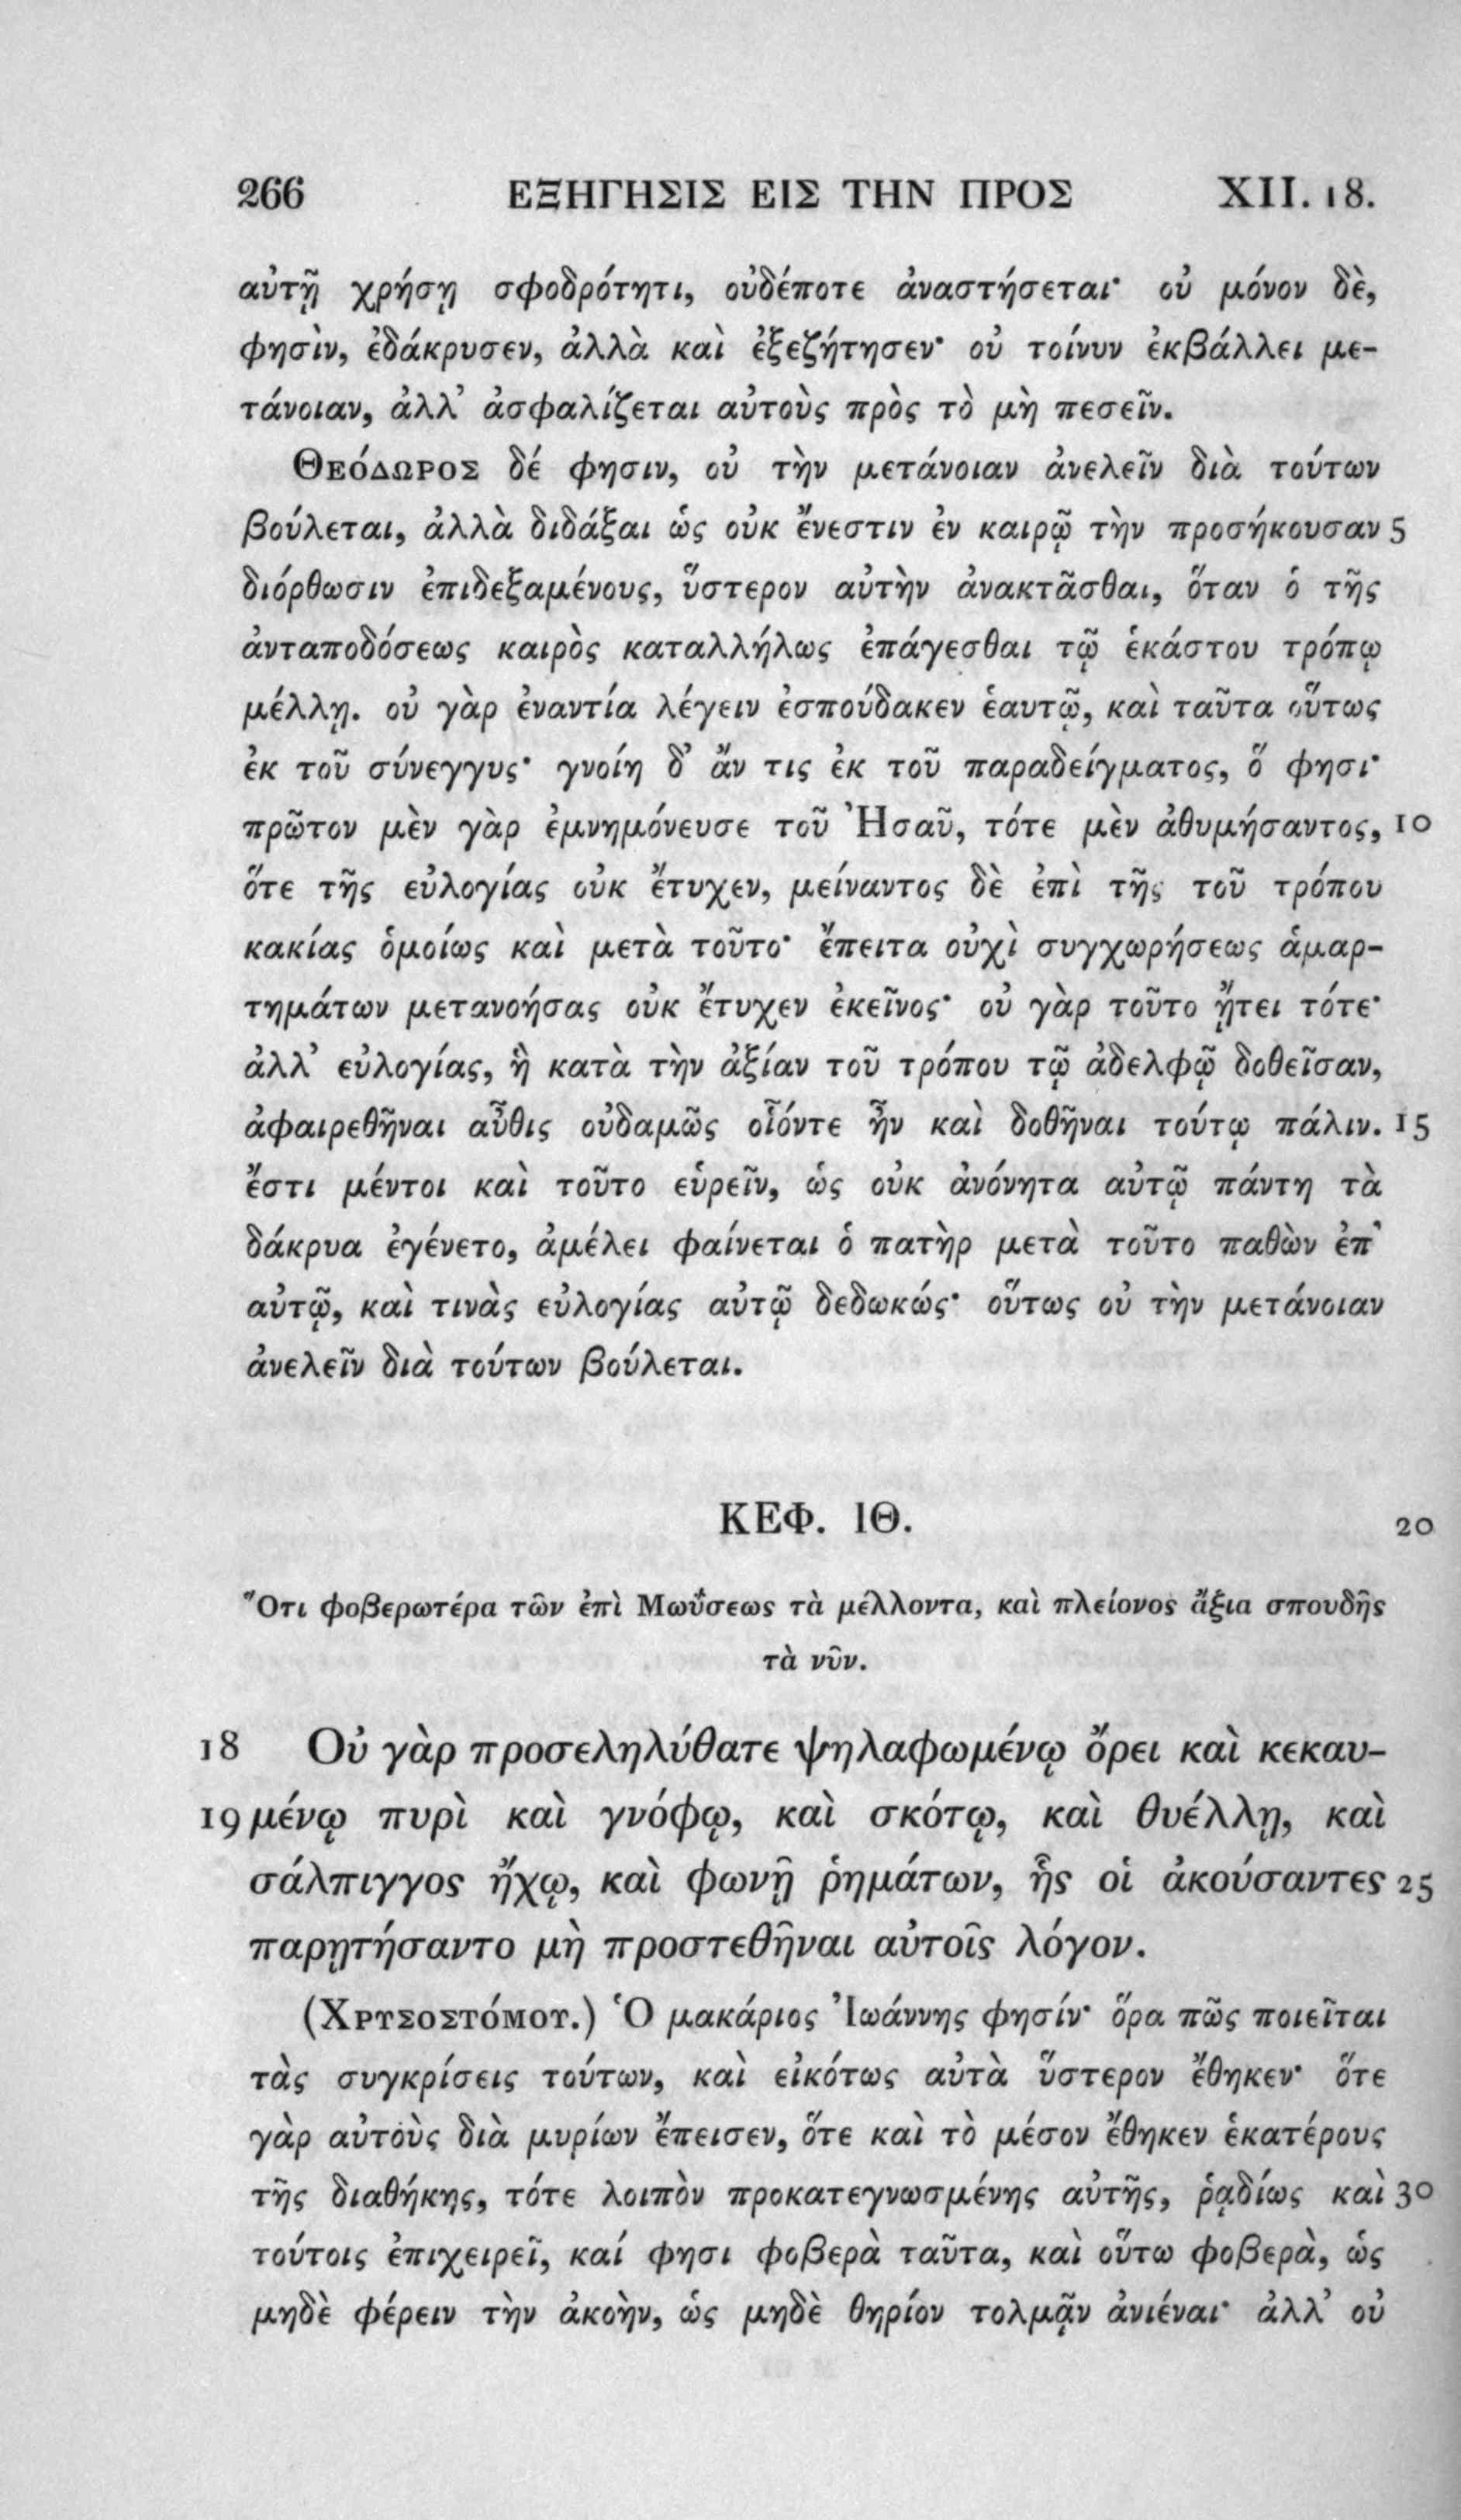 266 ΕΞΗΓΗΣΙΣ ΕΙΣ ΤΗΝ ΠΡΟΣ XII. 18.
αὐτῇ χρήσῃ σφοδρότητι, οὐδέποτε ἀναστήσεται· οὐ μόνον δὲ,
φησὶν, ἐδάκρυσεν, ἀλλὰ καὶ ἐξεζήτησεν· οὐ τοίνυν ἐκβάλλει με-
τάνοιαν, ἀλλ’ ἀσφαλίζεται αὐτοὺς πρὸς τὸ μὴ πεσεῖν.
Θεόδωρος δέ φησιν, οὐ τὴν μετάνοιαν ἀνελεῖν διὰ τούτων
βούλεται, ἀλλὰ διδάξαι ὡς οὐκ ἔνεστιν ἐν καιρῷ τὴν προσήκουσαν 5
διόρθωσιν ἐπιδεξαμένους, ὕστερον αὐτὴν ἀνακτᾶσθαι, ὅταν ὁ τῆς
ἀνταποδόσεως καιρὸς καταλλήλως ἐπάγεσθαι τῷ ἑκάστου τρόπῳ
μέλλῃ. οὐ γὰρ ἐναντία λέγειν ἐσπούδακεν ἑαυτῷ, καὶ ταῦτα οὕτως
ἐκ τοῦ σύνεγγυς· γνοίη δ’ ἄν τις ἐκ τοῦ παραδείγματος, ὅ φησι·
πρῶτον μὲν γὰρ ἐμνημόνευσε τοῦ Ἠσαῦ, τότε μὲν ἀθυμήσαντος, 10
ὅτε τῆς εὐλογίας οὐκ ἔτυχεν, μείναντος δὲ ἐπὶ τῆς τοῦ τρόπου
κακίας ὁμοίως καὶ μετὰ τοῦτο· ἔπειτα οὐχὶ συγχωρήσεως ἁμαρ-
τημάτων μετανοήσας οὐκ ἔτυχεν ἐκεῖνος· οὐ γὰρ τοῦτο ᾔτει τότε·
ἀλλ’ εὐλογίας, ἣ κατὰ τὴν ἀξίαν τοῦ τρόπου τῷ ἀδελφῷ δοθεῖσαν,
ἀφαιρεθῆναι αὖθις οὐδαμῶς οἷόντε ἦν καὶ δοθῆναι τούτῳ πάλιν. 15
ἔστι μέντοι καὶ τοῦτο εὑρεῖν, ὡς οὐκ ἀνόνητα αὐτῷ πάντη τὰ
δάκρυα ἐγένετο, ἀμέλει φαίνεται ὁ πατὴρ μετὰ τοῦτο παθὼν ἐπ’
αὐτῷ, καὶ τινὰς εὐλογίας αὐτῷ δεδωκώς· οὕτως οὐ τὴν μετάνοιαν
ἀνελεῖν διὰ τούτων βούλεται.
ΚΕΦ. ΙΘ. 20
Ὅτι φοβερωτέρα τῶν ἐπὶ Μωΰσεως τὰ μέλλοντα, καὶ πλείονος ἄξια σπουδῆς
τὰ νῦν.
18 Οὐ γὰρ προσεληλύθατε ψηλαφωμένῳ ὄρει καὶ κεκαυ-
19 μένῳ πυρὶ καὶ γνόφῳ, καὶ σκότῳ, καὶ θυέλλῃ, καὶ
σάλπιγγος ἤχῳ, καὶ φωνῇ ῥημάτων, ἧς οἱ ἀκούσαντες 25
παρῃτήσαντο μὴ προστεθῆναι αὐτοῖς λόγον.
(Χρυσοστόμου.) Ὁ μακάριος Ἰωάννης φησίν· ὅρα πῶς ποιεῖται
τὰς συγκρίσεις τούτων, καὶ εἰκότως αὐτὰ ὕστερον ἔθηκεν· ὅτε
γὰρ αὐτοὺς διὰ μυρίων ἔπεισεν, ὅτε καὶ τὸ μέσον ἔθηκεν ἑκατέρους
τῆς διαθήκης, τότε λοιπὸν προκατεγνωσμένης αὐτῆς, ῥᾳδίως καὶ 30
τούτοις ἐπιχειρεῖ, καί φησι φοβερὰ ταῦτα, καὶ οὕτω φοβερὰ, ὡς
μηδὲ φέρειν τὴν ἀκοὴν, ὡς μηδὲ θηρίον τολμᾷν ἀνιέναι· ἀλλ’ οὐ